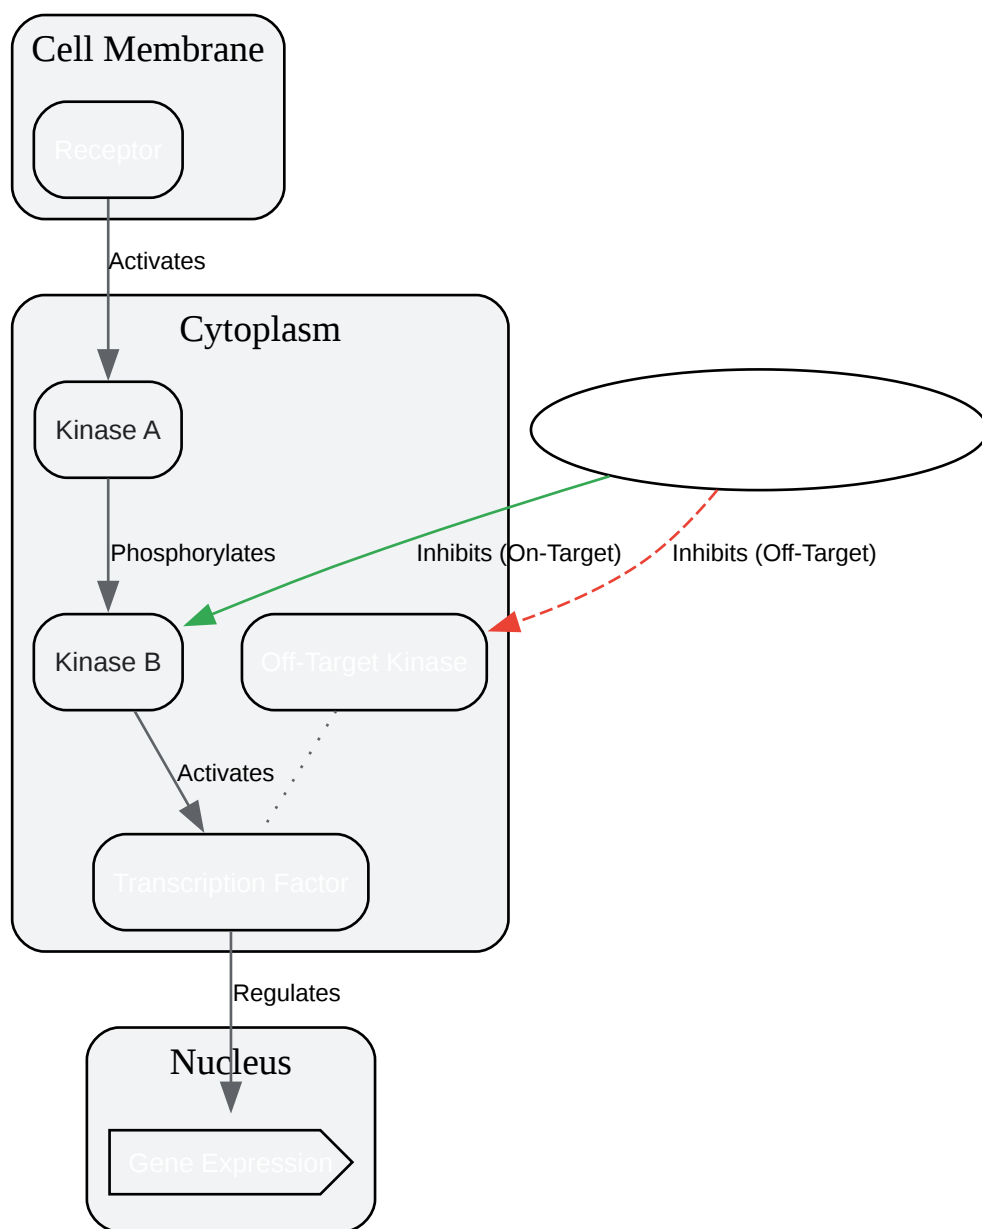 Cell Membrane
Receptor
Activates
Cytoplasm
Kinase A
Phosphorylates
Inhibits (On-Target)
Inhibits (Off-Target)
Kinase B
Off-Target Kinase
Activates
Transcription Factor
Regulates
Nucleus
Gene Expression